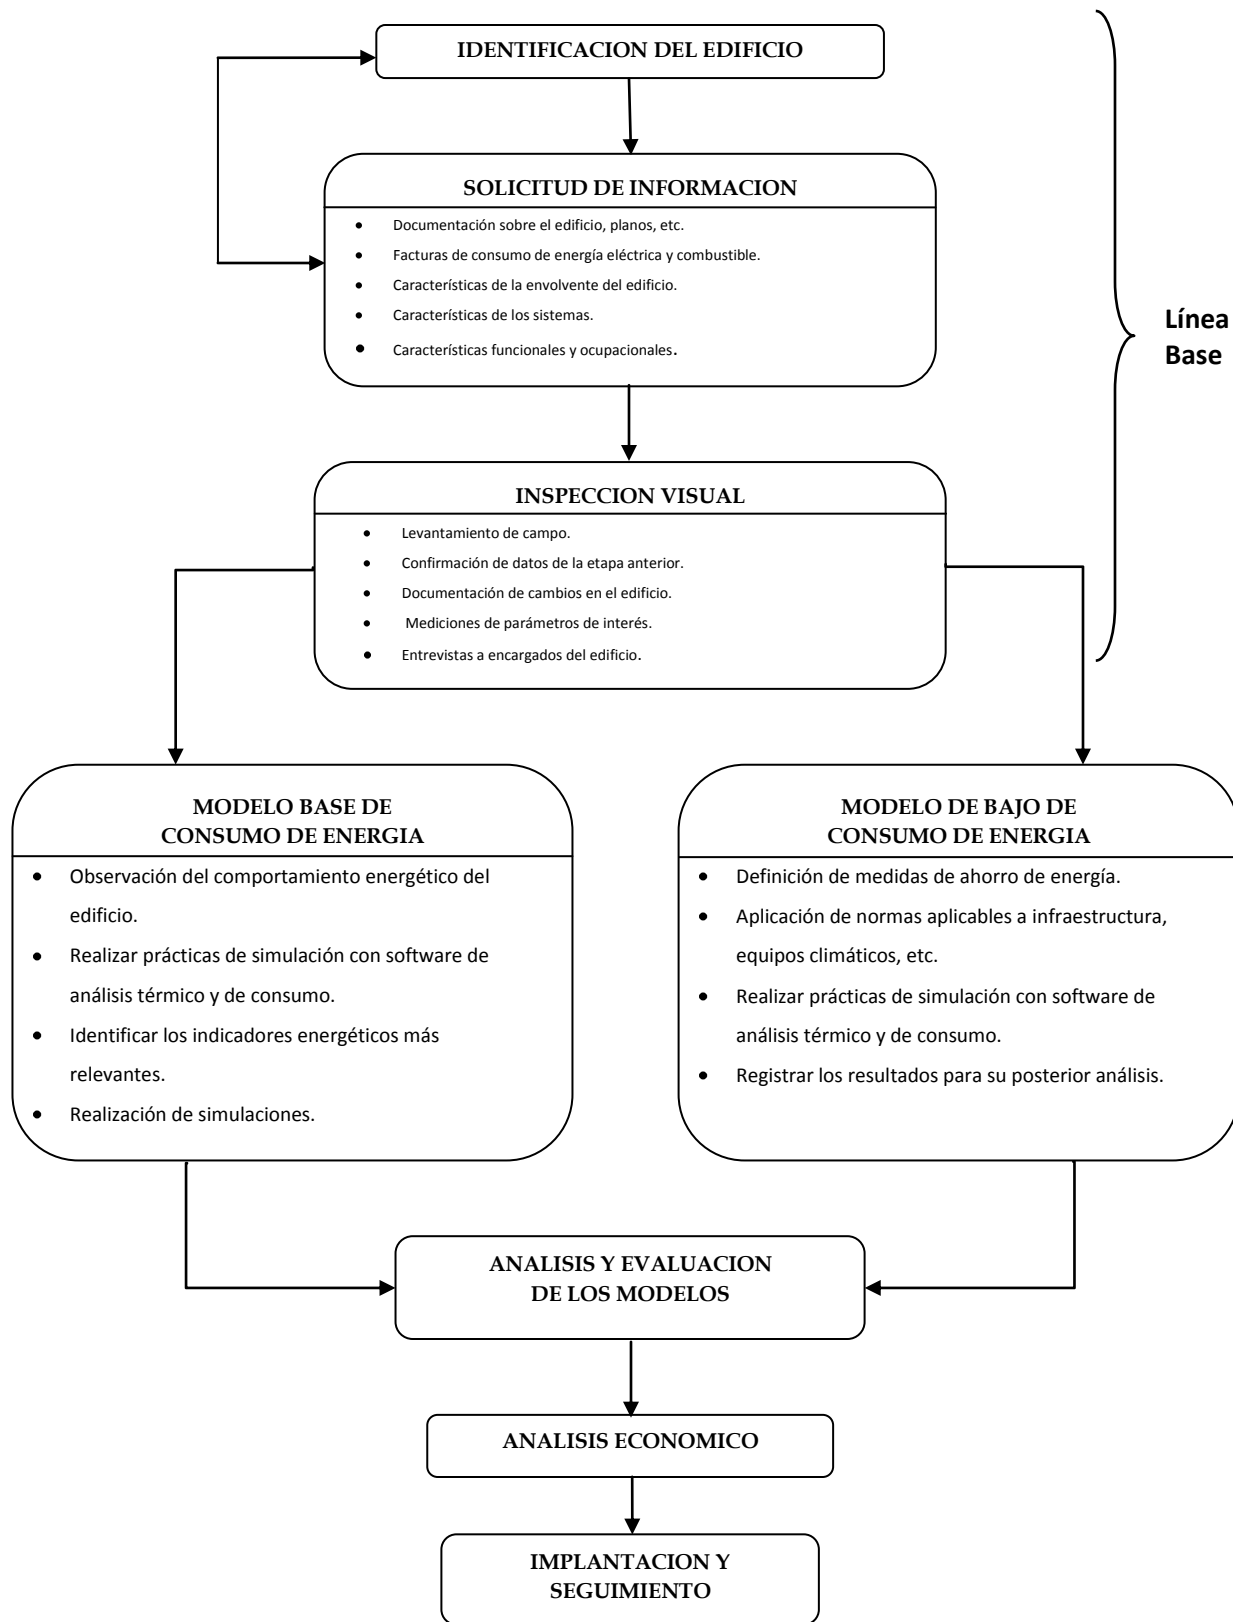 IDENTIFICACION DEL EDIFICIO
SOLICITUD DE INFORMACION
• Documentación sobre el edificio, planos, etc.
• Facturas de consumo de energía eléctrica y combustible.
• Características de la envolvente del edificio.
• Características de los sistemas.
• Características funcionales y ocupacionales.
Línea
Base
INSPECCION VISUAL
• Levantamiento de campo.
• Confirmación de datos de la etapa anterior.
• Documentación de cambios en el edificio.
• Mediciones de parámetros de interés.
• Entrevistas a encargados del edificio.
MODELO BASE DE
CONSUMO DE ENERGIA
• Observación del comportamiento energético del
edificio.
• Realizar prácticas de simulación con software de
análisis térmico y de consumo.
• Identificar los indicadores energéticos más
relevantes.
• Realización de simulaciones.
MODELO DE BAJO DE
CONSUMO DE ENERGIA
• Definición de medidas de ahorro de energía.
• Aplicación de normas aplicables a infraestructura,
equipos climáticos, etc.
• Realizar prácticas de simulación con software de
análisis térmico y de consumo.
• Registrar los resultados para su posterior análisis.
ANALISIS Y EVALUACION
DE LOS MODELOS
ANALISIS ECONOMICO
IMPLANTACION Y
SEGUIMIENTO